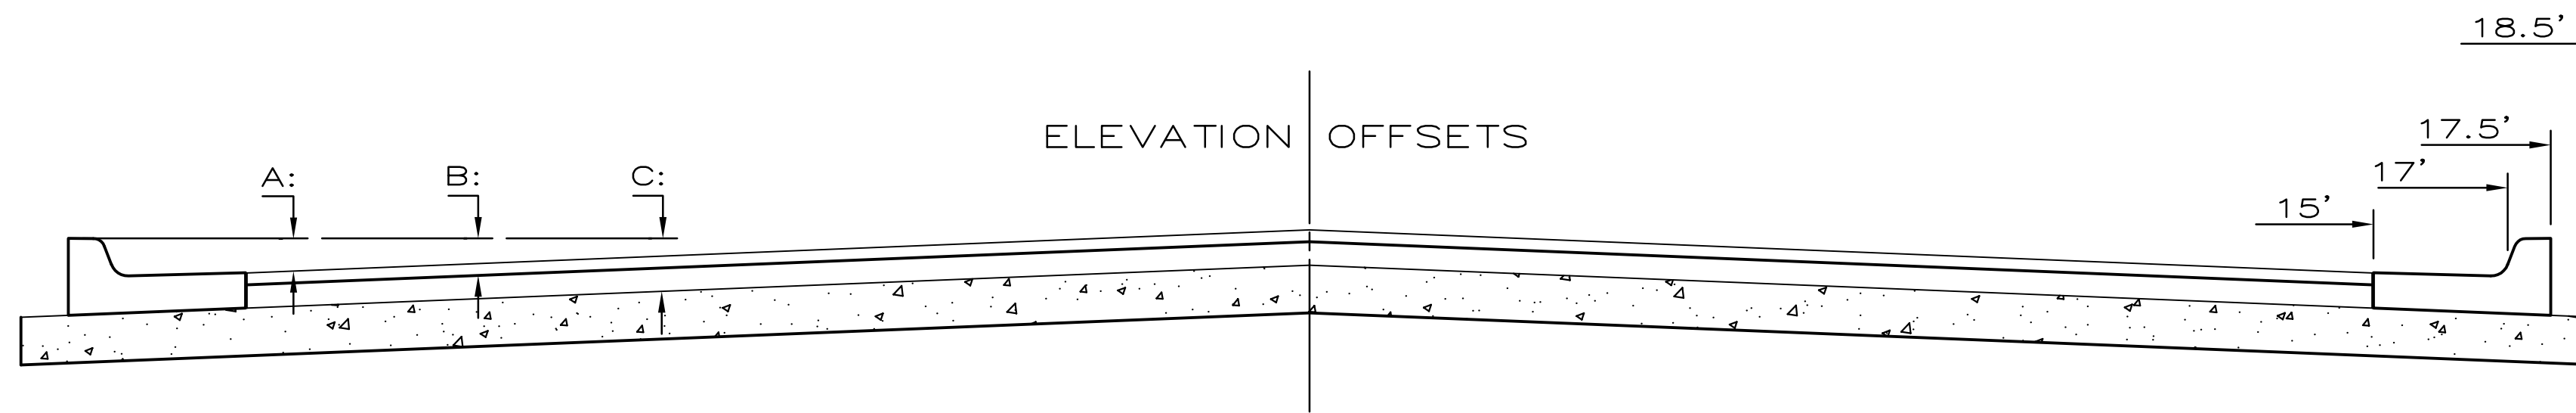 18.5'
ELEVATION OFFSETS
17.5'
A: B: C:
17'
15'